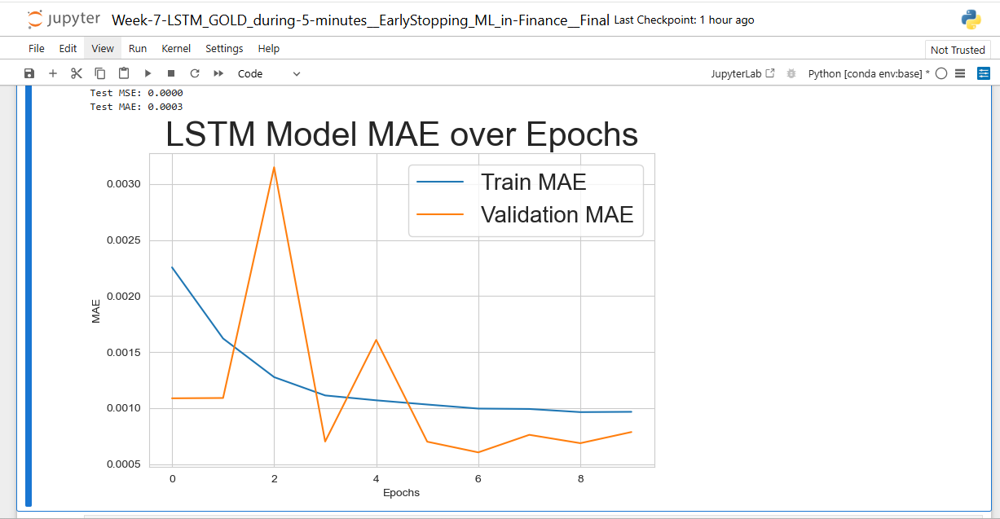 jupyter Week-7-LSTM_GOLD_during-5-minutes__EarlyStopping_ML_in-Finance__Final Last Checkpoint: 1 hour ago
File Edit View Run Kernel Settings Help Not Trusted
Code JupyterLab Python [conda env:base] *
Test MSE: 0.0000
Test MAE: 0.0003
LSTM Model MAE over Epochs
Train MAE
Validation MAE
0.0030
0.0025
0.0020
0.0015
0.0010
0.0005
MAE
0 2 4 6 8
Epochs